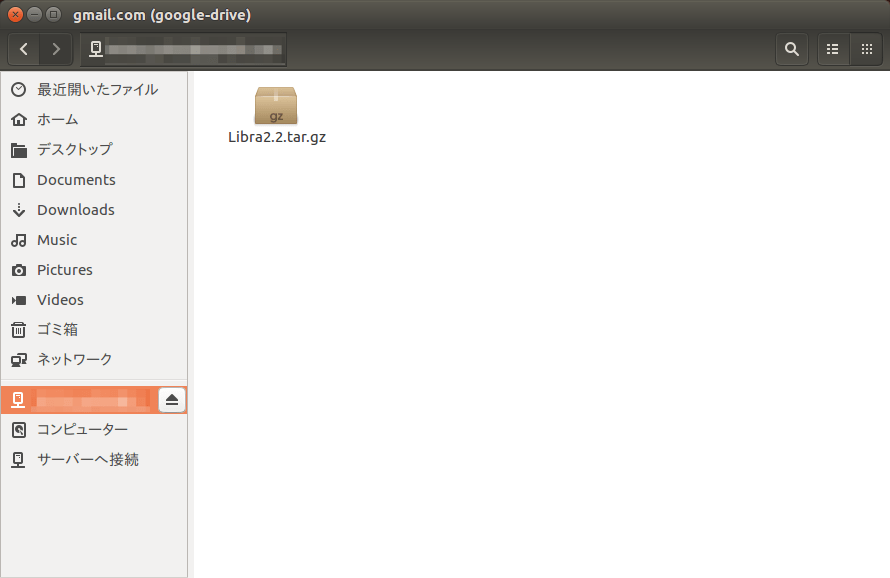 gmail.com (google-drive)
最近開いたファイル
ホーム
デスクトップ
Documents
Downloads
Music
Pictures
Videos
ゴミ箱
ネットワーク
コンピューター
サーバーへ接続
gz
Libra2.2.tar.gz